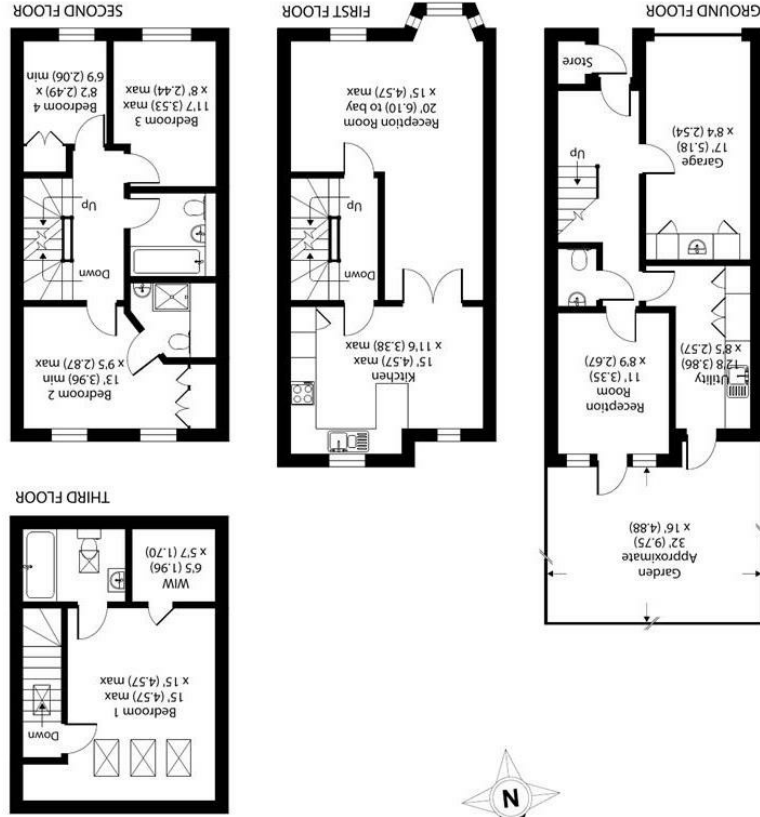 N
Down
Bedroom 1
15' (4.57) max
x 15' (4.57) max
WIW
6'5 (1.96)
x 5'7 (1.70)
THIRD FLOOR
Garden
Approximate
32' (9.75)
x 16' (4.88)
Reception
Room
11' (3.35)
x 8'9 (2.67)
Utility
12'8 (3.86)
x 8'5 (2.57)
Up
Garage
17' (5.18)
x 8'4 (2.54)
Store
GROUND FLOOR
Kitchen
15' (4.57) max
x 11'6 (3.38) max
Down
Up
Reception Room
20' (6.10) to bay
x 15' (4.57) max
FIRST FLOOR
Bedroom 2
13' (3.96) min
x 9'5 (2.87) max
Down
Up
Bedroom 3
11'7 (3.53) max
x 8' (2.44) max
Bedroom 4
8'2 (2.49) x
6'9 (2.06) min
SECOND FLOOR